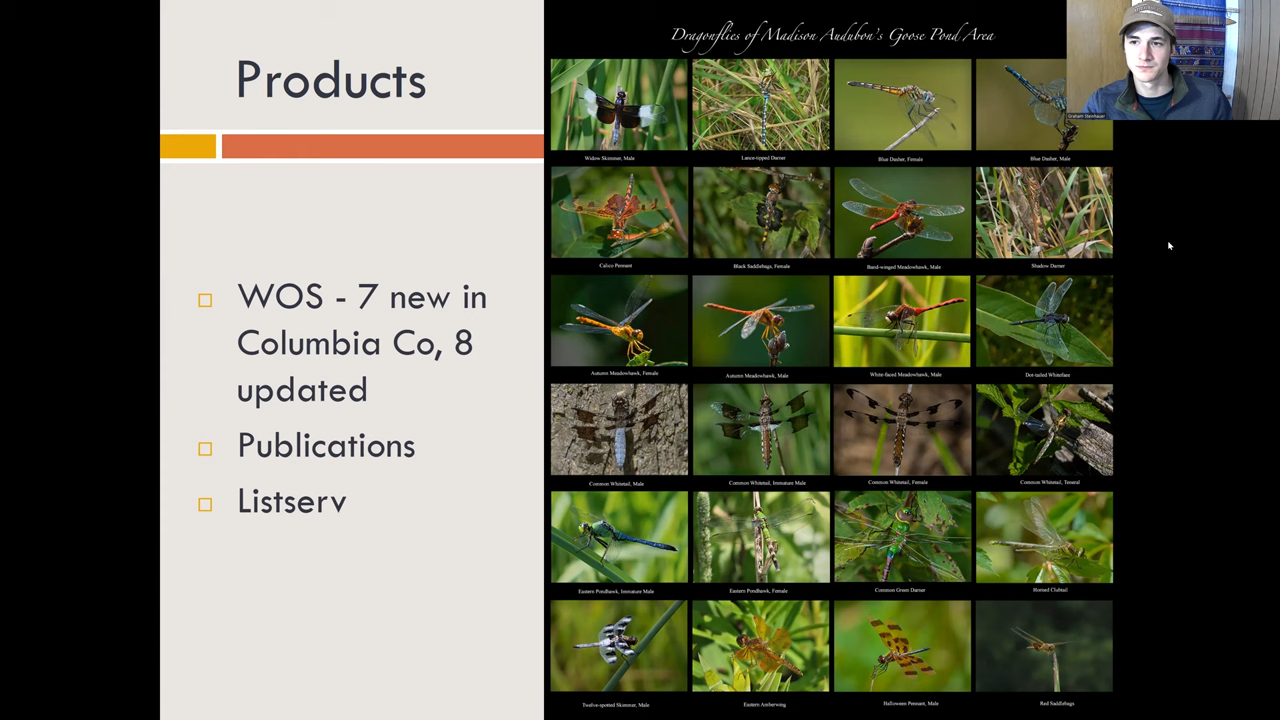 Products
WOS - 7 new in
Columbia Co, 8
updated
Publications
Listserv
Dragonflies of Madison Audubon's Goose Pond Area
Widow Skimmer, Male
Lance-tipped Darner
Blue Dasher, Female
Blue Dasher, Male
Calico Pennant
Black Saddlebags, Female
Band-winged Meadowhawk, Male
Shadow Darner
Autumn Meadowhawk, Female
Autumn Meadowhawk, Male
White-faced Meadowhawk, Male
Dot-tailed Whiteface
Common Whitetail, Male
Common Whitetail, Immature Male
Common Whitetail, Female
Common Whitetail, Teneral
Eastern Pondhawk, Immature Male
Eastern Pondhawk, Female
Common Green Darner
Horned Clubtail
Twelve-spotted Skimmer, Male
Eastern Amberwing
Halloween Pennant, Male
Red Saddlebags
Graham Steinhauer